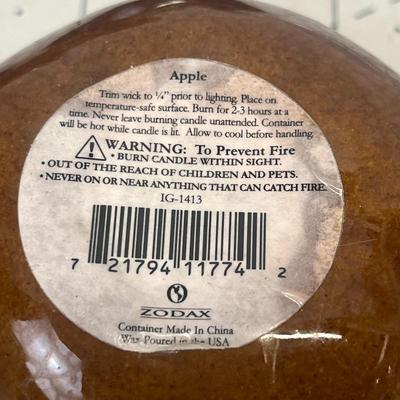 Apple
Trim wick to ¼" prior to lighting. Place on
temperature-safe surface. Burn for 2-3 hours at a
time. Never leave burning candle unattended. Container
will be hot while candle is lit. Allow to cool before handling.
WARNING: To Prevent Fire
• BURN CANDLE WITHIN SIGHT.
• OUT OF THE REACH OF CHILDREN AND PETS.
• NEVER ON OR NEAR ANYTHING THAT CAN CATCH FIRE.
IG-1413
7 21794 11774 2
ZODAX
Container Made In China
Wax Poured in the USA